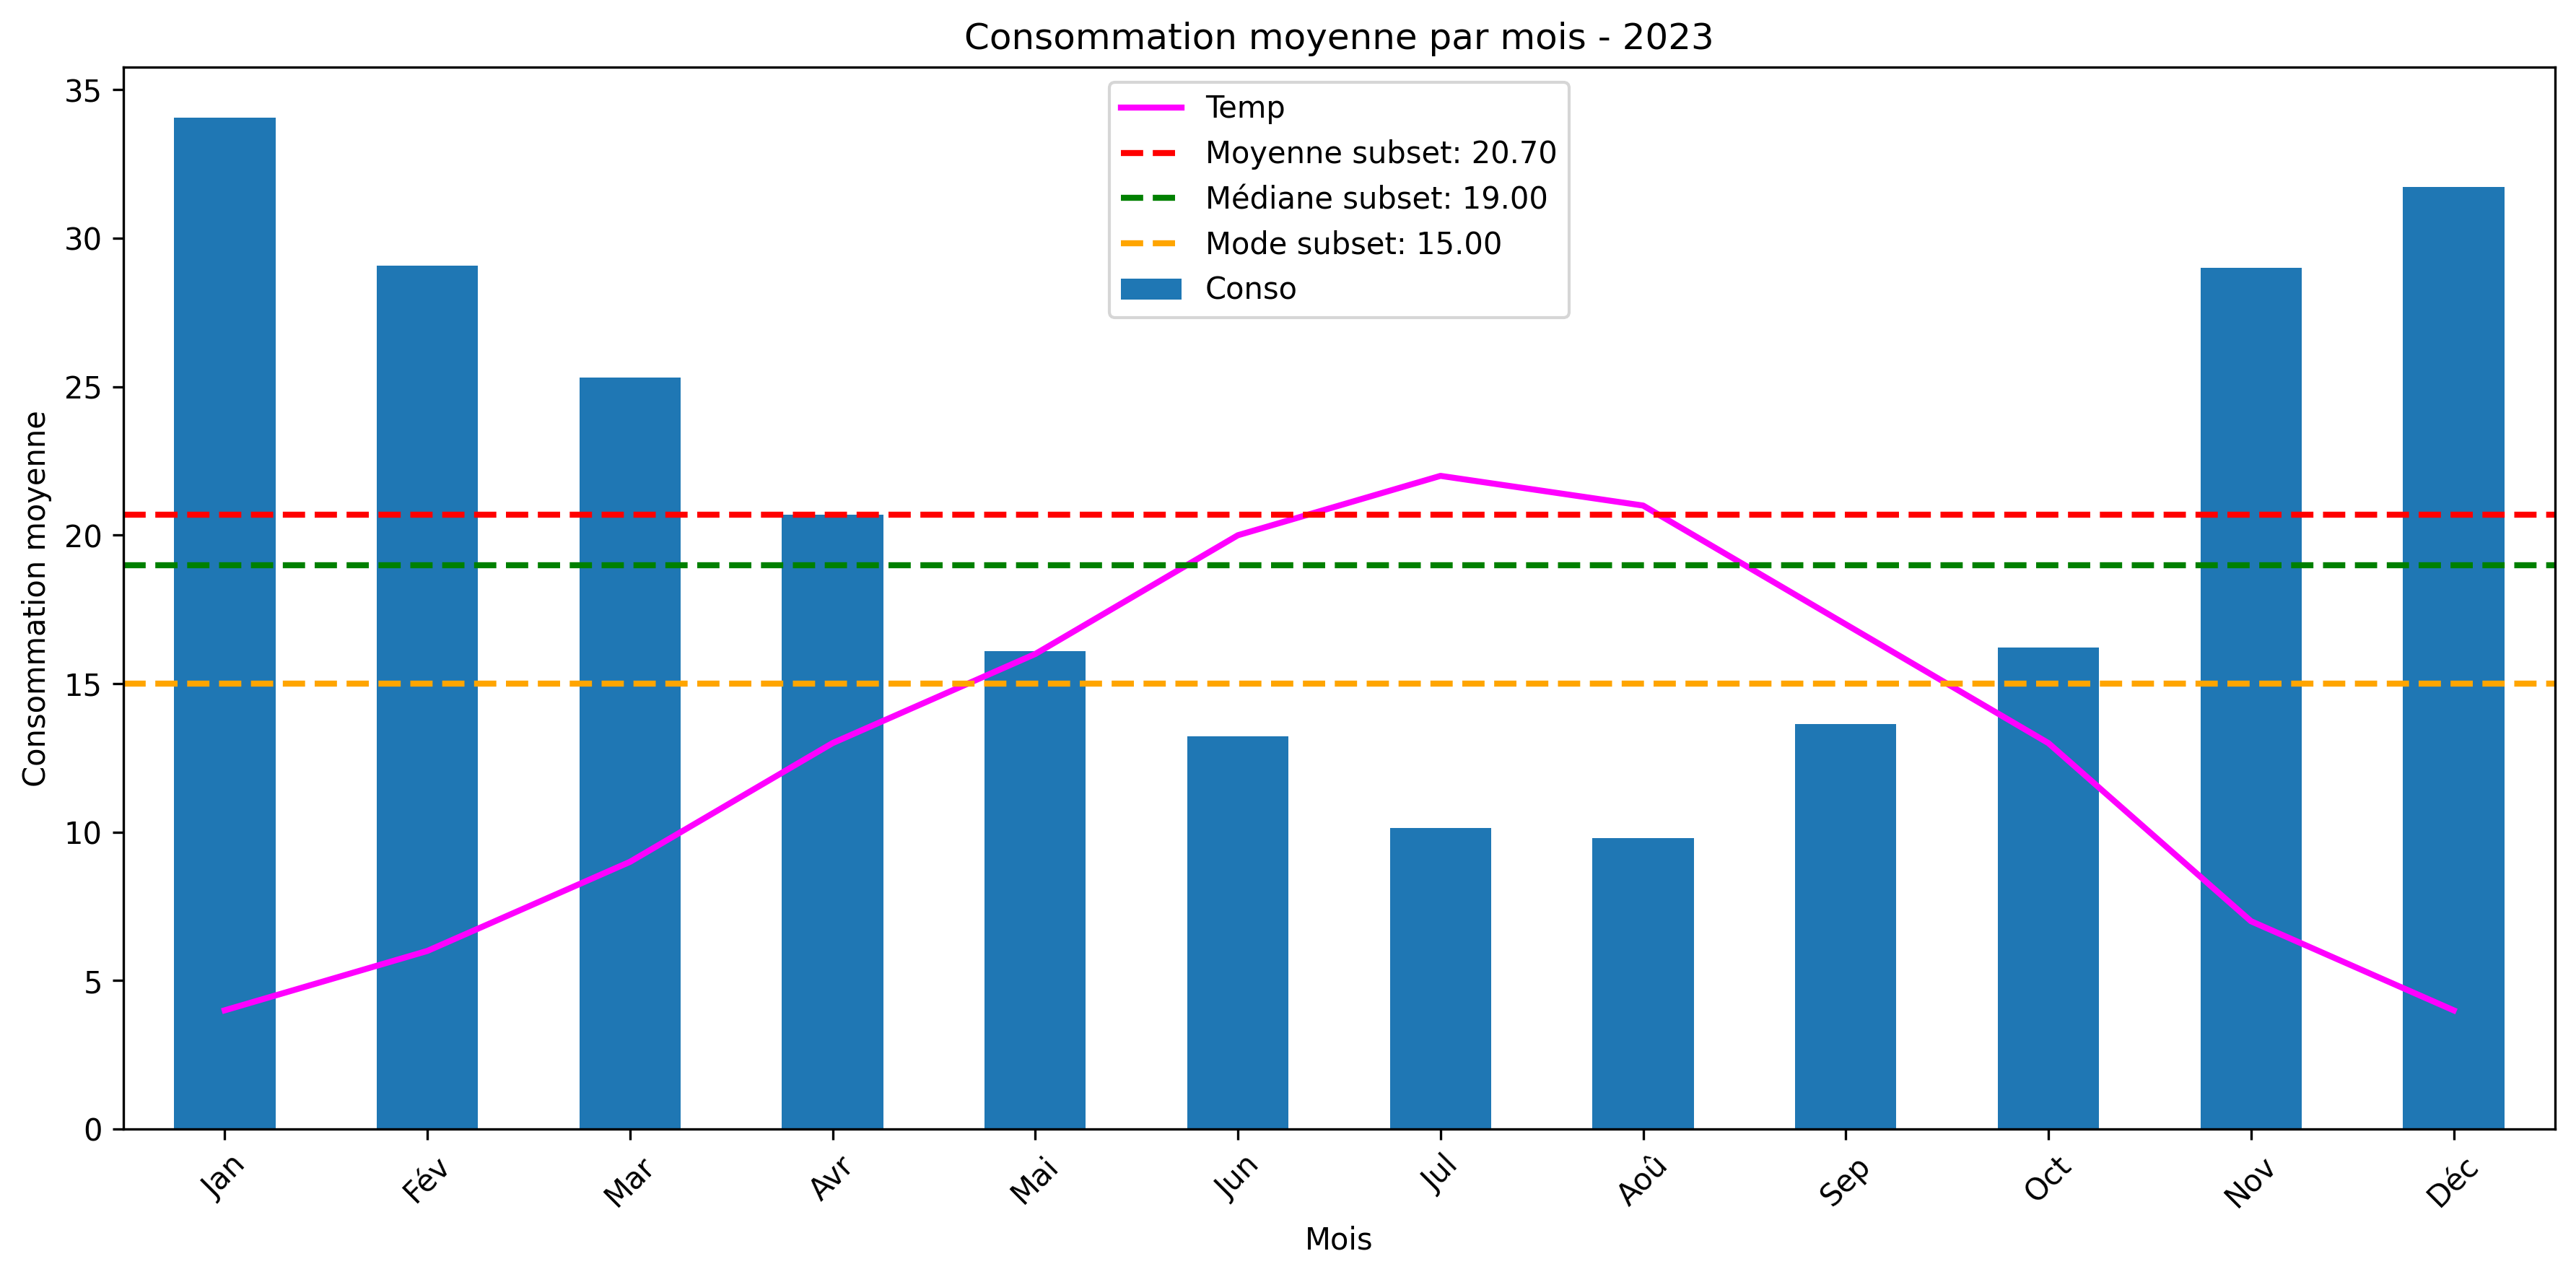 Consommation moyenne par mois - 2023
Temp
Moyenne subset: 20.70
Médiane subset: 19.00
Mode subset: 15.00
Conso
Consommation moyenne
35
30
25
20
15
10
5
0
Jan
Fév
Mar
Avr
Mai
Jun
Jul
Aoû
Sep
Oct
Nov
Déc
Mois